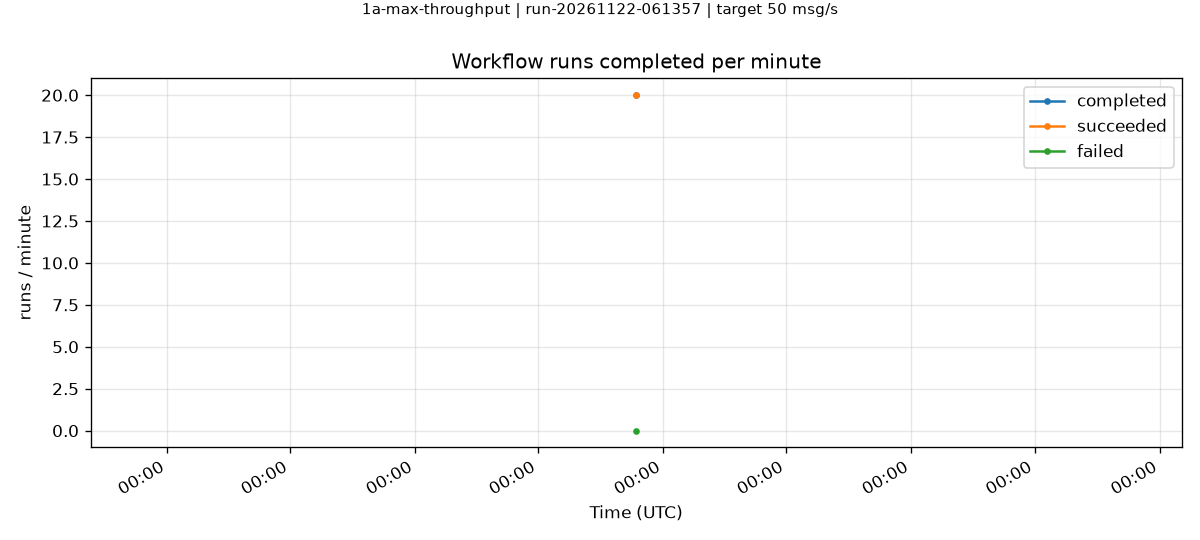 1a-max-throughput | run-20261122-061357 | target 50 msg/s
Workflow runs completed per minute
completed
succeeded
failed
runs / minute
20.0
17.5
15.0
12.5
10.0
7.5
5.0
2.5
0.0
00:00 00:00 00:00 00:00 00:00 00:00 00:00 00:00 00:00
Time (UTC)